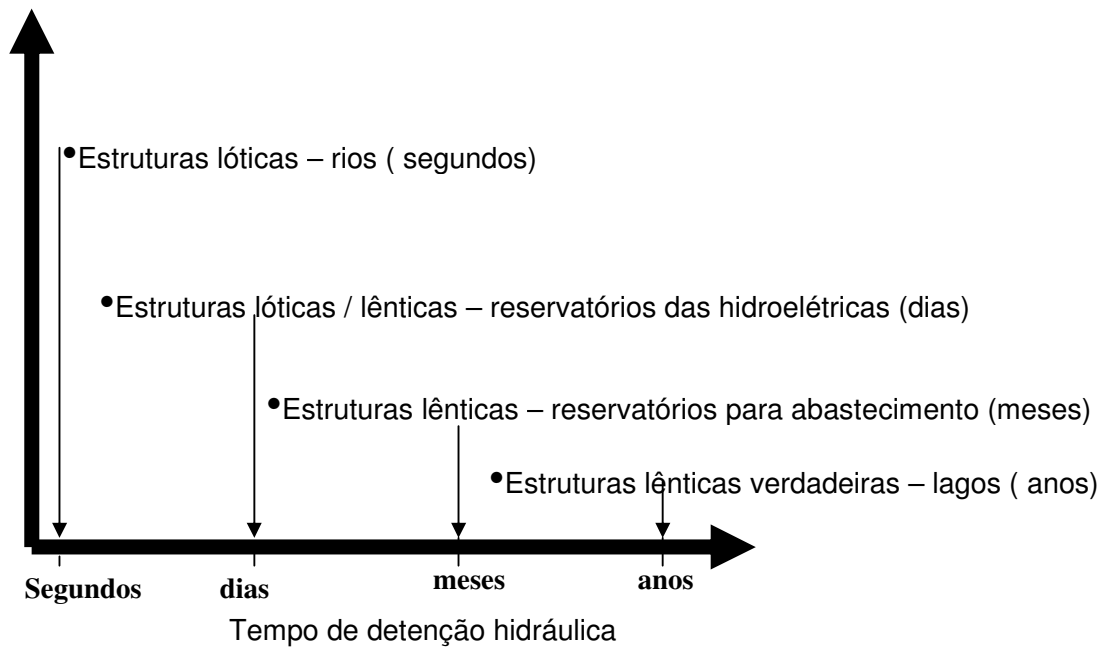 •Estruturas lóticas – rios ( segundos)
•Estruturas lóticas / lênticas – reservatórios das hidroelétricas (dias)
•Estruturas lênticas – reservatórios para abastecimento (meses)
•Estruturas lênticas verdadeiras – lagos ( anos)
Segundos dias meses anos
Tempo de detenção hidráulica